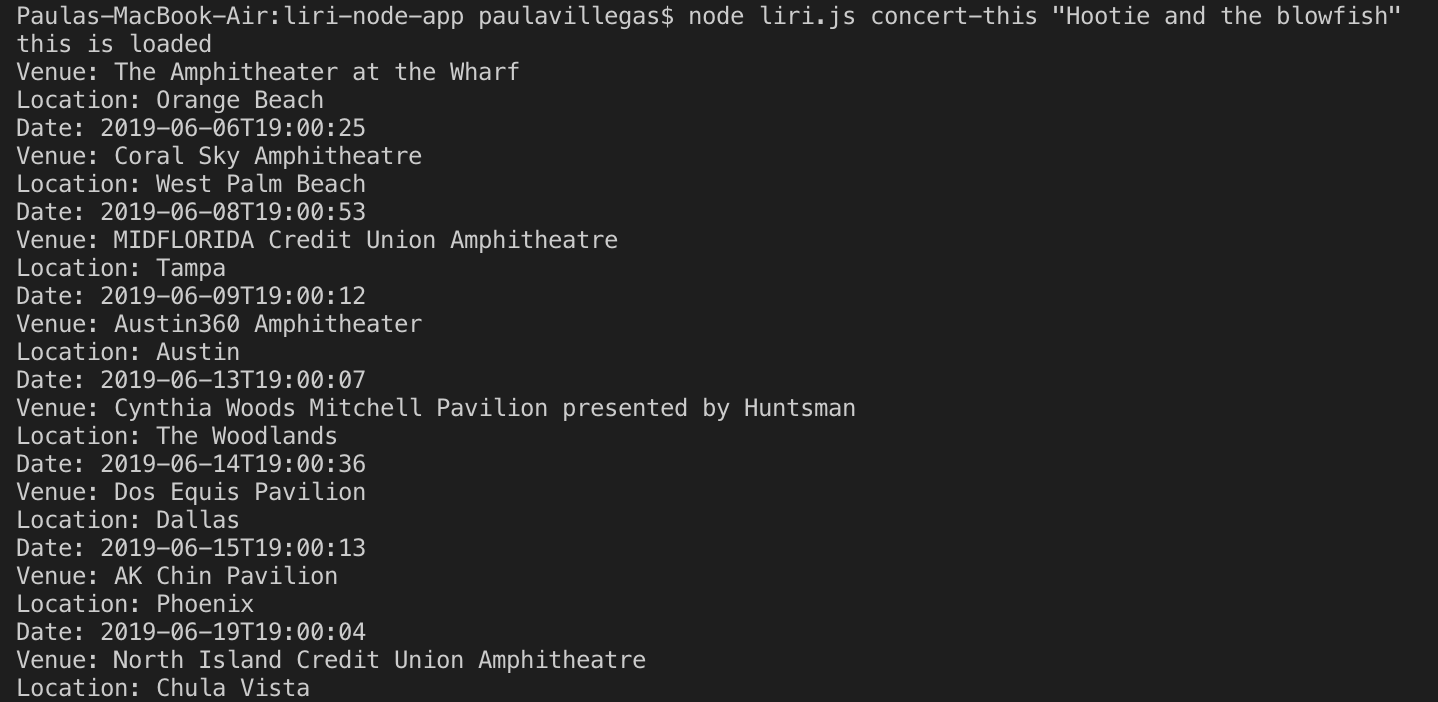 Paulas-MacBook-Air:liri-node-app paulavillegas$ node liri.js concert-this "Hootie and the blowfish"
this is loaded
Venue: The Amphitheater at the Wharf
Location: Orange Beach
Date: 2019-06-06T19:00:25
Venue: Coral Sky Amphitheatre
Location: West Palm Beach
Date: 2019-06-08T19:00:53
Venue: MIDFLORIDA Credit Union Amphitheatre
Location: Tampa
Date: 2019-06-09T19:00:12
Venue: Austin360 Amphitheater
Location: Austin
Date: 2019-06-13T19:00:07
Venue: Cynthia Woods Mitchell Pavilion presented by Huntsman
Location: The Woodlands
Date: 2019-06-14T19:00:36
Venue: Dos Equis Pavilion
Location: Dallas
Date: 2019-06-15T19:00:13
Venue: AK Chin Pavilion
Location: Phoenix
Date: 2019-06-19T19:00:04
Venue: North Island Credit Union Amphitheatre
Location: Chula Vista